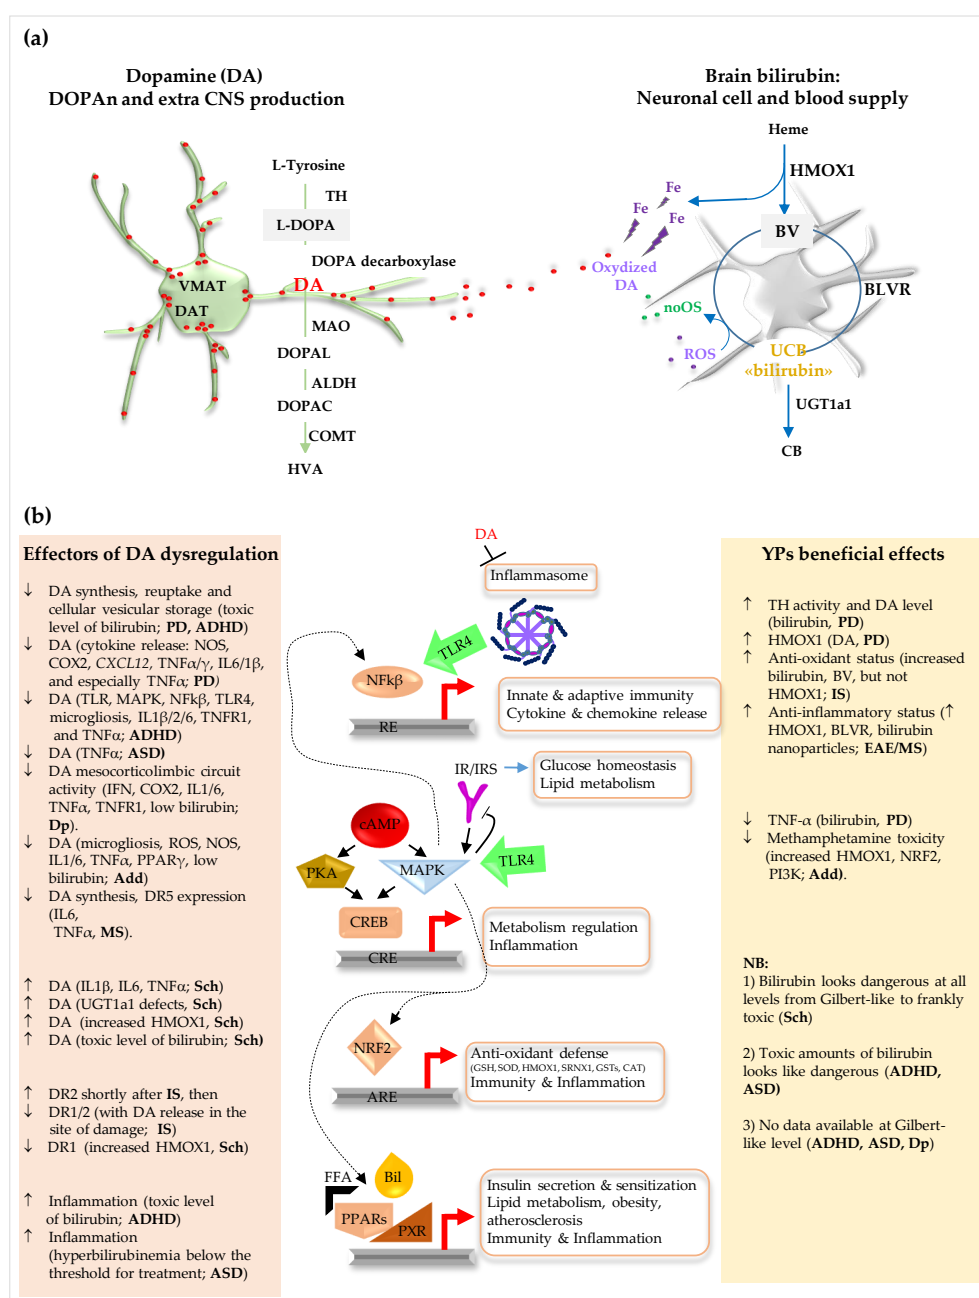 (a)
Dopamine (DA)
DOPAn and extra CNS production
Brain bilirubin:
Neuronal cell and blood supply
L-Tyrosine
TH
L-DOPA
DOPA decarboxylase
VMAT
DAT
DA
MAO
DOPAL
ALDH
DOPAC
COMT
HVA
Heme
HMOX1
Fe
Fe
Fe
BV
Oxydized
DA
BLVR
noOS
ROS
UCB
«bilirubin»
UGT1a1
CB
(b)
Effectors of DA dysregulation
↓ DA synthesis, reuptake and
cellular vesicular storage (toxic
level of bilirubin; PD, ADHD)
↓ DA (cytokine release: NOS,
COX2, CXCL12, TNFα/γ, IL6/1β,
and especially TNFα; PD)
↓ DA (TLR, MAPK, NFkβ, TLR4,
microgliosis, IL1β/2/6, TNFR1,
and TNFα; ADHD)
↓ DA (TNFα; ASD)
↓ DA mesocorticolimbic circuit
activity (IFN, COX2, IL1/6,
TNFα, TNFR1, low bilirubin;
Dp).
↓ DA (microgliosis, ROS, NOS,
IL1/6, TNFα, PPARγ, low
bilirubin; Add)
↓ DA synthesis, DR5 expression
(IL6,
TNFα, MS).
↑ DA (IL1β, IL6, TNFα; Sch)
↑ DA (UGT1a1 defects, Sch)
↑ DA (increased HMOX1, Sch)
↑ DA (toxic level of bilirubin; Sch)
↑ DR2 shortly after IS, then
↓ DR1/2 (with DA release in the
site of damage; IS)
↓ DR1 (increased HMOX1, Sch)
↑ Inflammation (toxic level
of bilirubin; ADHD)
↑ Inflammation
(hyperbilirubinemia below the
threshold for treatment; ASD)
DA
Inflammasome
TLR4
NFkβ
RE
Innate & adaptive immunity
Cytokine & chemokine release
IR/IRS
Glucose homeostasis
Lipid metabolism
cAMP
PKA
MAPK
TLR4
CREB
CRE
Metabolism regulation
Inflammation
NRF2
ARE
Anti-oxidant defense
(GSH, SOD, HMOX1, SRNX1, GSTs, CAT)
Immunity & Inflammation
FFA
Bil
PPARs
PXR
Insulin secretion & sensitization
Lipid metabolism, obesity,
atherosclerosis
Immunity & Inflammation
YPs beneficial effects
↑ TH activity and DA level
(bilirubin, PD)
↑ HMOX1 (DA, PD)
↑ Anti-oxidant status (increased
bilirubin, BV, but not
HMOX1; IS)
↑ Anti-inflammatory status (↑
HMOX1, BLVR, bilirubin
nanoparticles; EAE/MS)
↓ TNF-α (bilirubin, PD)
↓ Methamphetamine toxicity
(increased HMOX1, NRF2,
PI3K; Add).
NB:
1) Bilirubin looks dangerous at all
levels from Gilbert-like to frankly
toxic (Sch)
2) Toxic amounts of bilirubin
looks like dangerous (ADHD,
ASD)
3) No data available at Gilbert-
like level (ADHD, ASD, Dp)